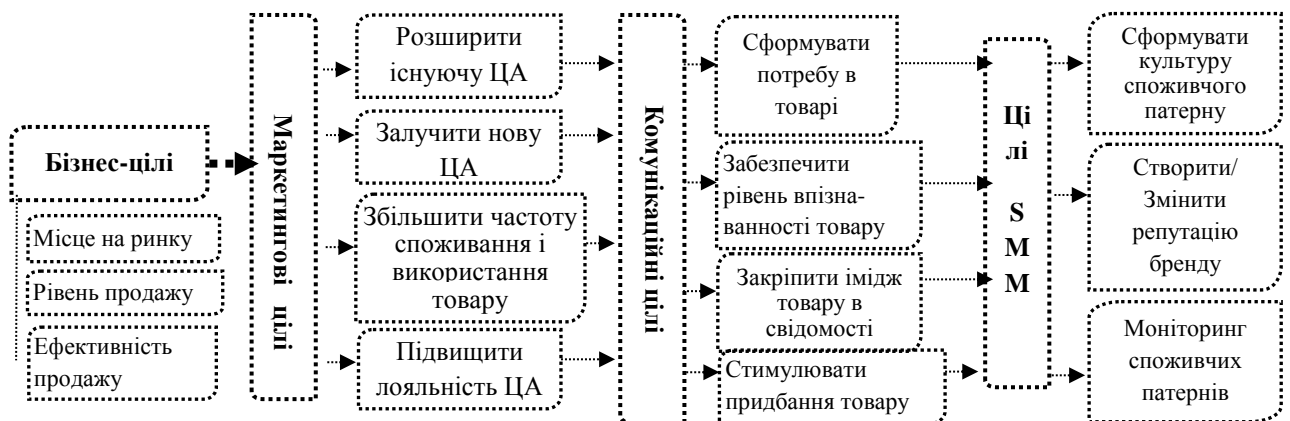 Бізнес-цілі
Місце на ринку
Рівень продажу
Ефективність
продажу
Маркетингові цілі
Розширити
існуючу ЦА
Залучити нову
ЦА
Збільшити частоту
споживання і
використання
товару
Підвищити
лояльність ЦА
Комунікаційні цілі
Сформувати
потребу в
товарі
Забезпечити
рівень впізна-
ванності товару
Закріпити імідж
товару в
свідомості
Стимулювати
придбання товару
Ці
лі
S
M
M
Сформувати
культуру
споживчого
патерну
Створити/
Змінити
репутацію
бренду
Моніторинг
споживчих
патернів